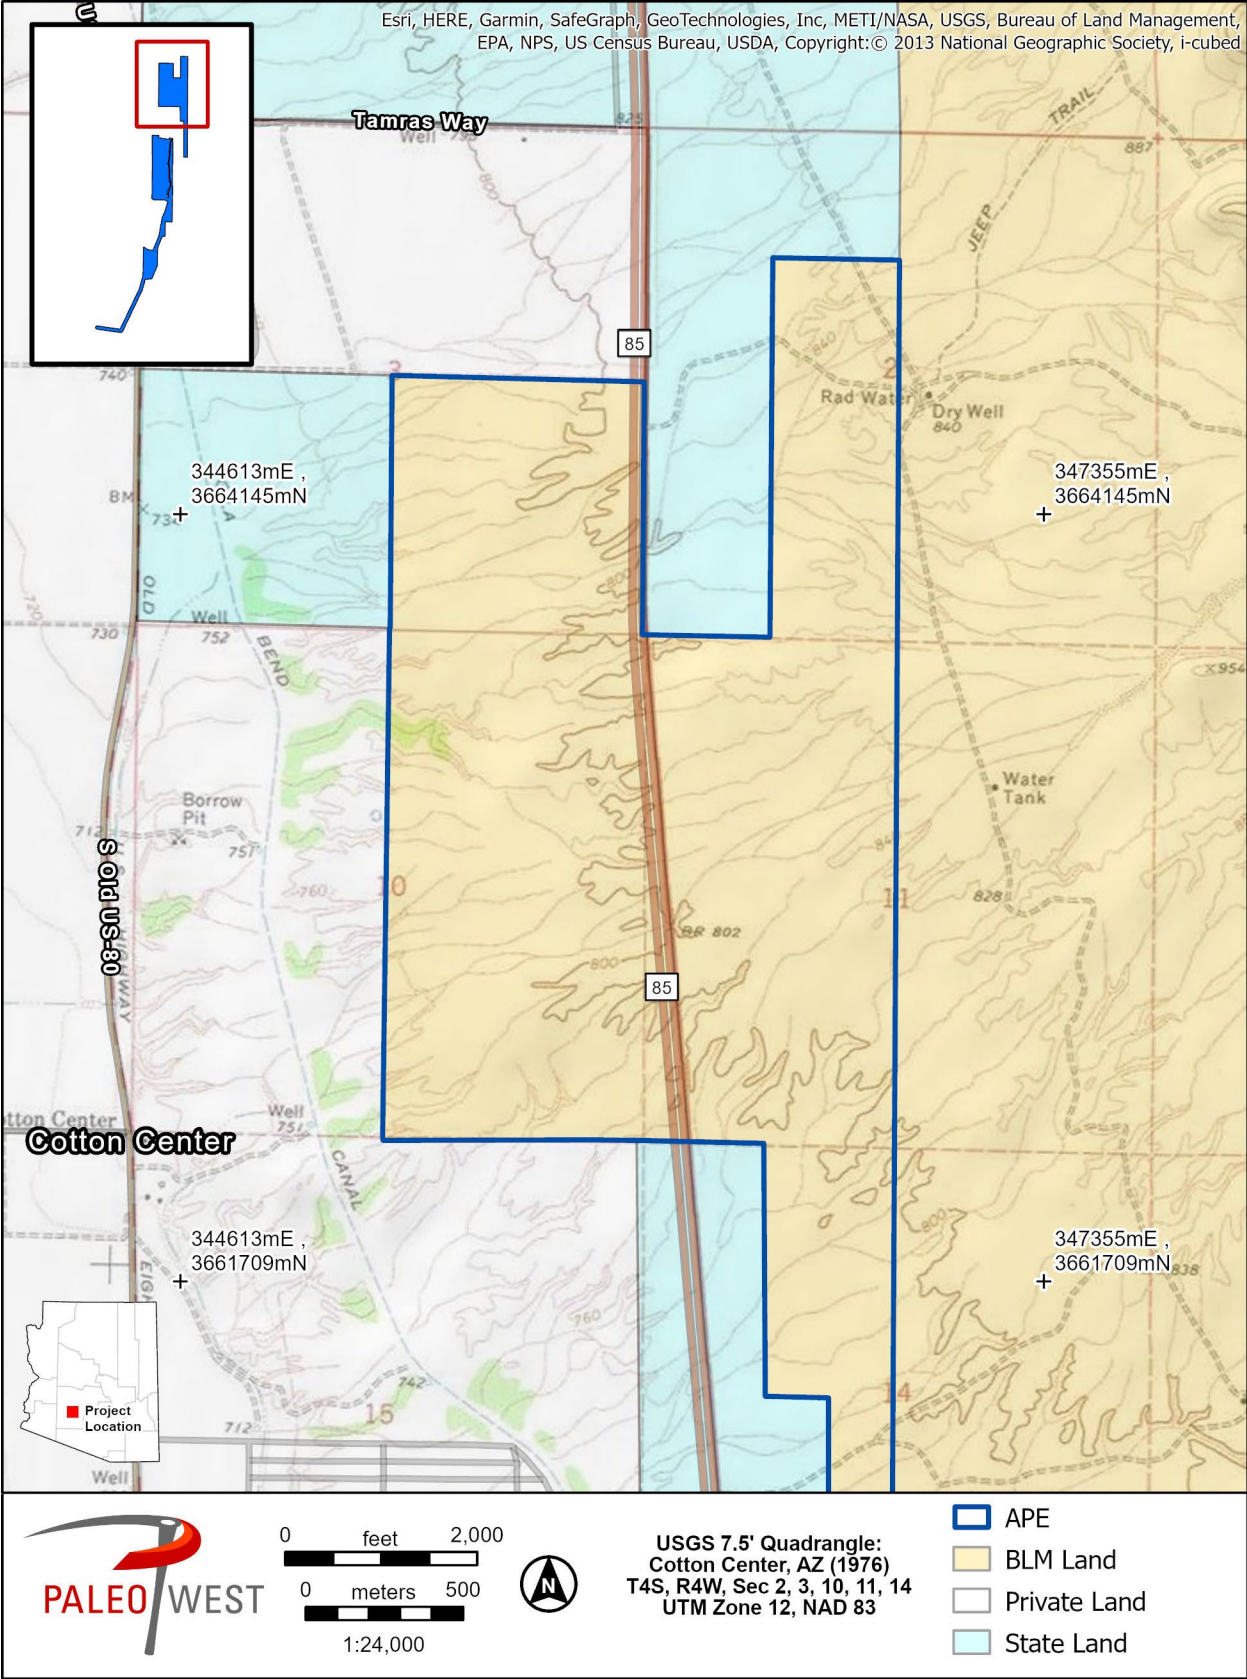 Esri, HERE, Garmin, SafeGraph, GeoTechnologies, Inc, METI/NASA, USGS, Bureau of Land Management,
EPA, NPS, US Census Bureau, USDA, Copyright:© 2013 National Geographic Society, i-cubed
Tamras Way
825
Well
800
TRAIL
887
JEEP
85
840
3
2
740
Rad Water
Dry Well
840
344613mE ,
3664145mN
347355mE ,
3664145mN
BM
OLD
720
800
Well
752
730
BEND
954
Water
Tank
Borrow
Pit
712
751
S Old US-80
HIGHWAY
760
10
11
828
BR 802
800
85
Cotton Center
Well
751
CANAL
344613mE ,
3661709mN
347355mE ,
3661709mN
800
838
760
742
14
15
712
Well
Project
Location
PALEO WEST
0 feet 2,000
0 meters 500
1:24,000
N
USGS 7.5' Quadrangle:
Cotton Center, AZ (1976)
T4S, R4W, Sec 2, 3, 10, 11, 14
UTM Zone 12, NAD 83
APE
BLM Land
Private Land
State Land